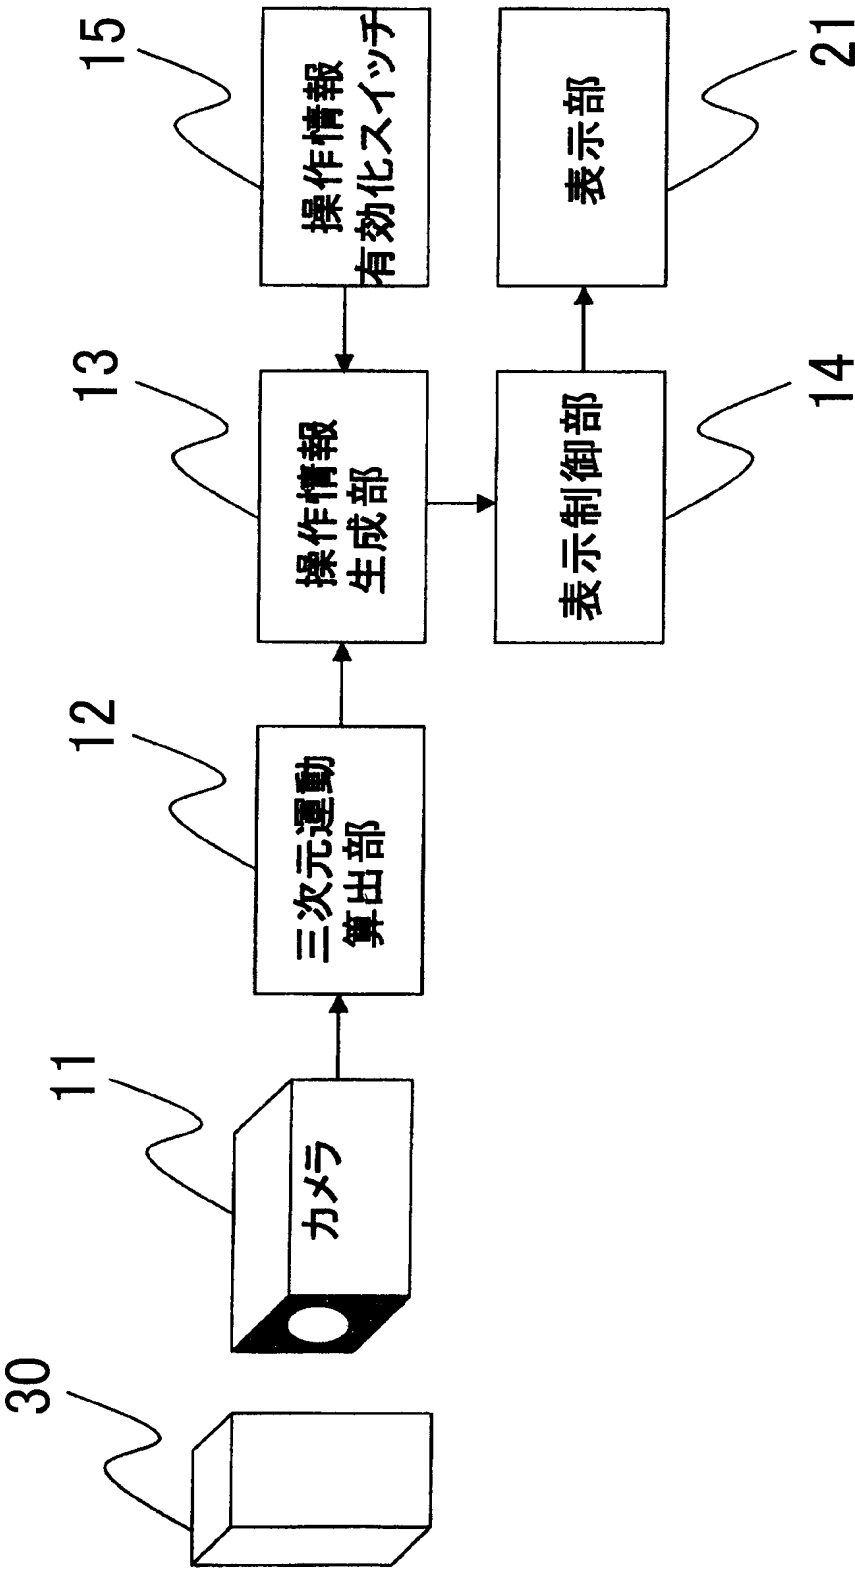 30
11
カメラ
12
三次元運動
算出部
13
操作情報
生成部
15
操作情報
有効化スイッチ
表示制御部
14
表示部
21